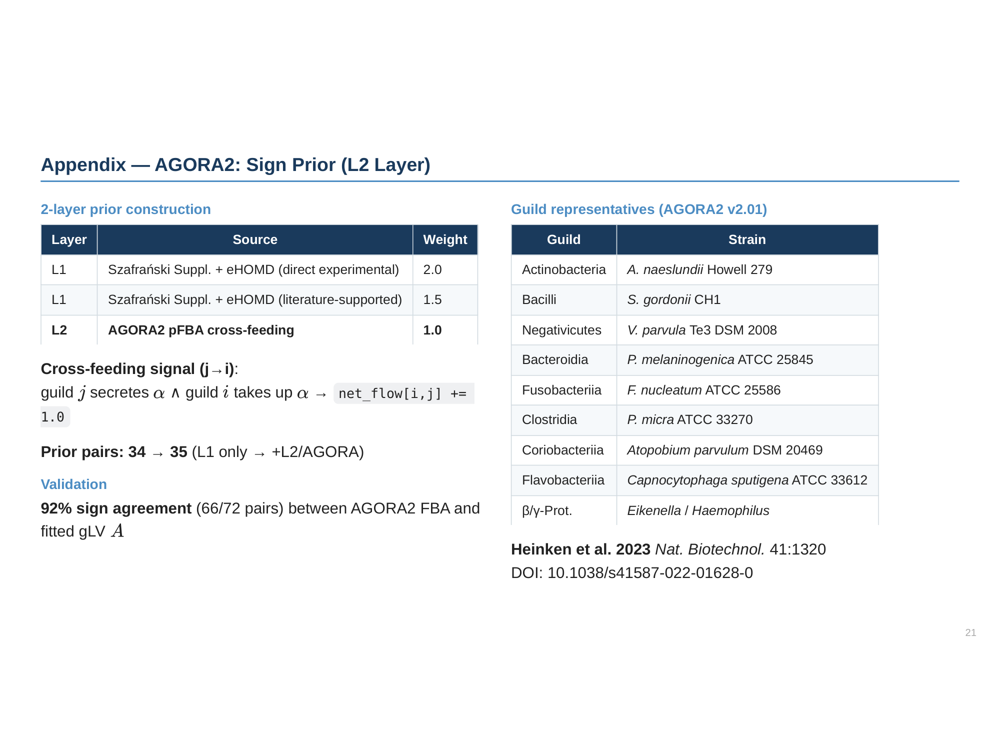 Appendix — AGORA2: Sign Prior (L2 Layer)
2-layer prior construction
Layer Source Weight
L1 Szafrański Suppl. + eHOMD (direct experimental) 2.0
L1 Szafrański Suppl. + eHOMD (literature-supported) 1.5
L2 AGORA2 pFBA cross-feeding 1.0
Cross-feeding signal (j→i):
guild j secretes α ∧ guild i takes up α → net_flow[i,j] +=
1.0
Prior pairs: 34 → 35 (L1 only → +L2/AGORA)
Validation
92% sign agreement (66/72 pairs) between AGORA2 FBA and
fitted gLV A
Guild representatives (AGORA2 v2.01)
Guild Strain
Actinobacteria A. naeslundii Howell 279
Bacilli S. gordonii CH1
Negativicutes V. parvula Te3 DSM 2008
Bacteroidia P. melaninogenica ATCC 25845
Fusobacteriia F. nucleatum ATCC 25586
Clostridia P. micra ATCC 33270
Coriobacteriia Atopobium parvulum DSM 20469
Flavobacteriia Capnocytophaga sputigena ATCC 33612
β/γ-Prot. Eikenella / Haemophilus
Heinken et al. 2023 Nat. Biotechnol. 41:1320
DOI: 10.1038/s41587-022-01628-0
21